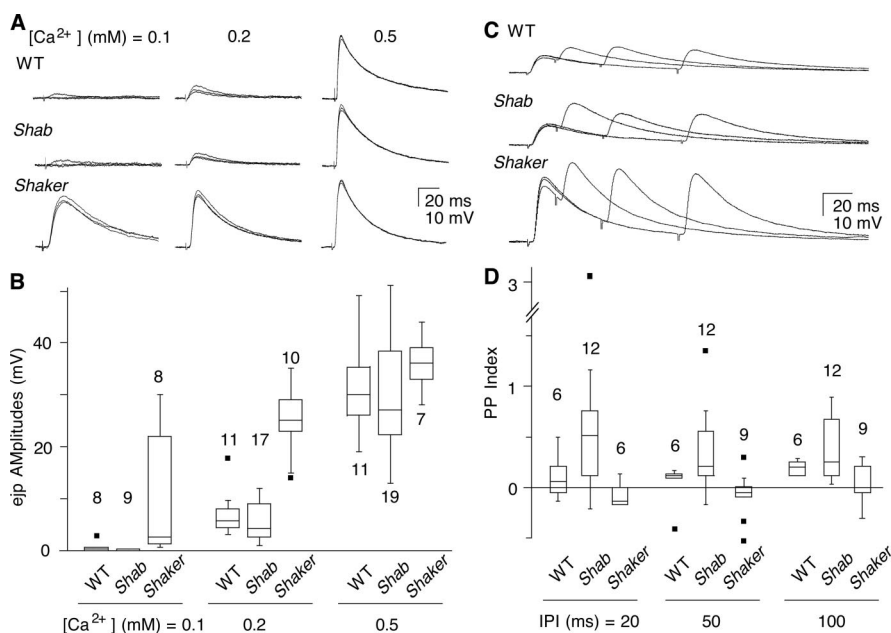 A
[Ca2+ ] (mM) = 0.1 0.2 0.5
WT
Shab
Shaker
20 ms
10 mV
B
ejp AMplitudes (mV)
40
20
0
8 9 8
11 17 10
11 19 7
WT Shab Shaker WT Shab Shaker WT Shab Shaker
[Ca2+ ] (mM) = 0.1 0.2 0.5
C
WT
Shab
Shaker
20 ms
10 mV
D
PP Index
3
1
0
6 12 6
6 12 9
6 12 9
WT Shab Shaker WT Shab Shaker WT Shab Shaker
IPI (ms) = 20 50 100